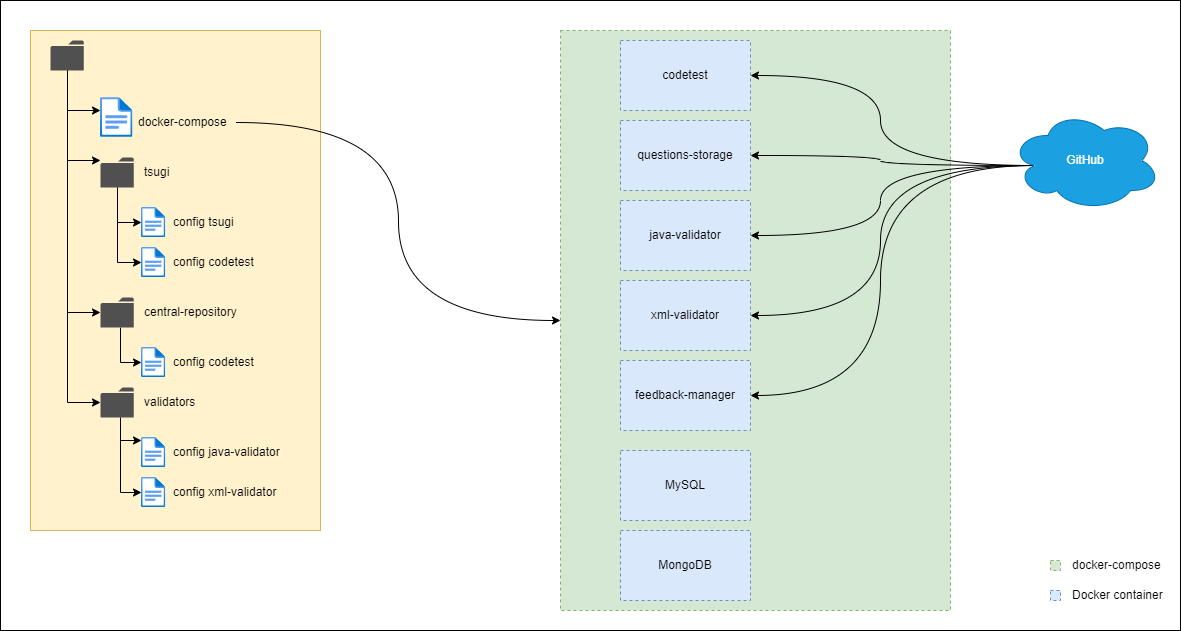 docker-compose
tsugi
config tsugi
config codetest
central-repository
config codetest
validators
config java-validator
config xml-validator
codetest
questions-storage
java-validator
xml-validator
feedback-manager
MySQL
MongoDB
GitHub
docker-compose
Docker container